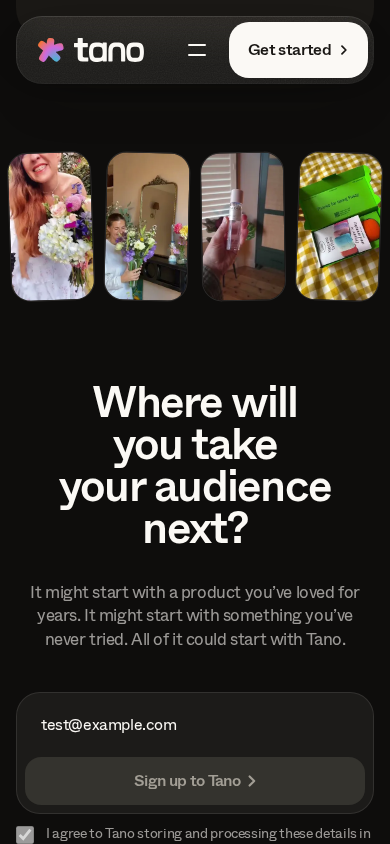 tano
Get started
Where will
you take
your audience
next?
It might start with a product you’ve loved for
years. It might start with something you’ve
never tried. All of it could start with Tano.
test@example.com
Sign up to Tano
I agree to Tano storing and processing these details in